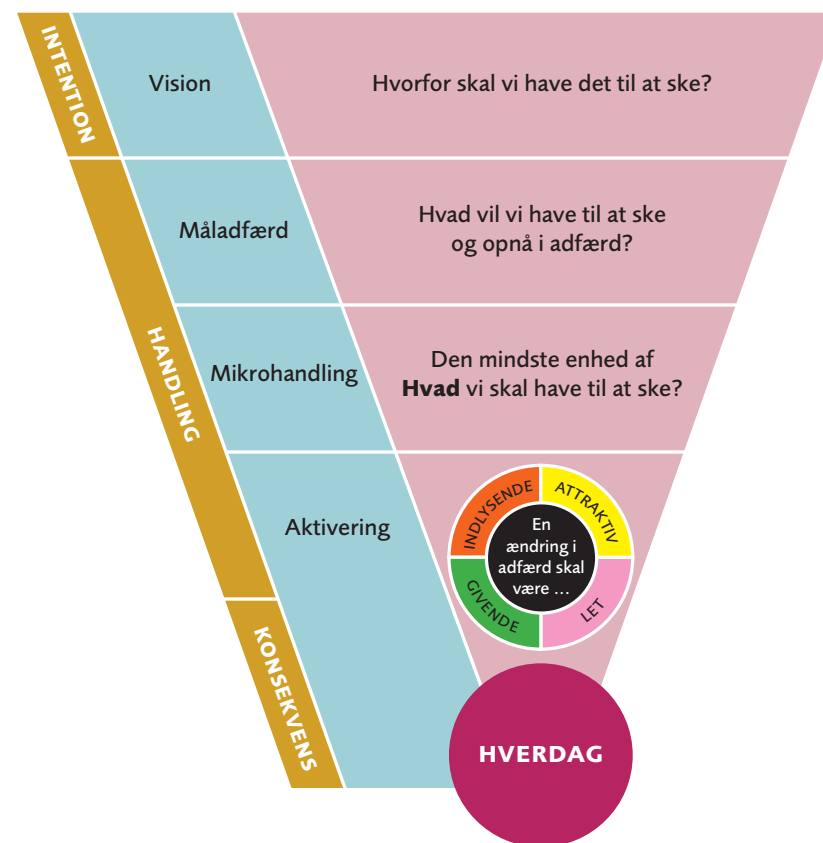 INTENTION
Vision
Hvorfor skal vi have det til at ske?
HANDLING
Måladfærd
Hvad vil vi have til at ske
og opnå i adfærd?
Mikrohandling
Den mindste enhed af
Hvad vi skal have til at ske?
Aktivering
INDLYSENDE
ATTRAKTIV
En
ændring i
adfærd skal
være ...
GIVENDE
LET
KONSEKVENS
HVERDAG